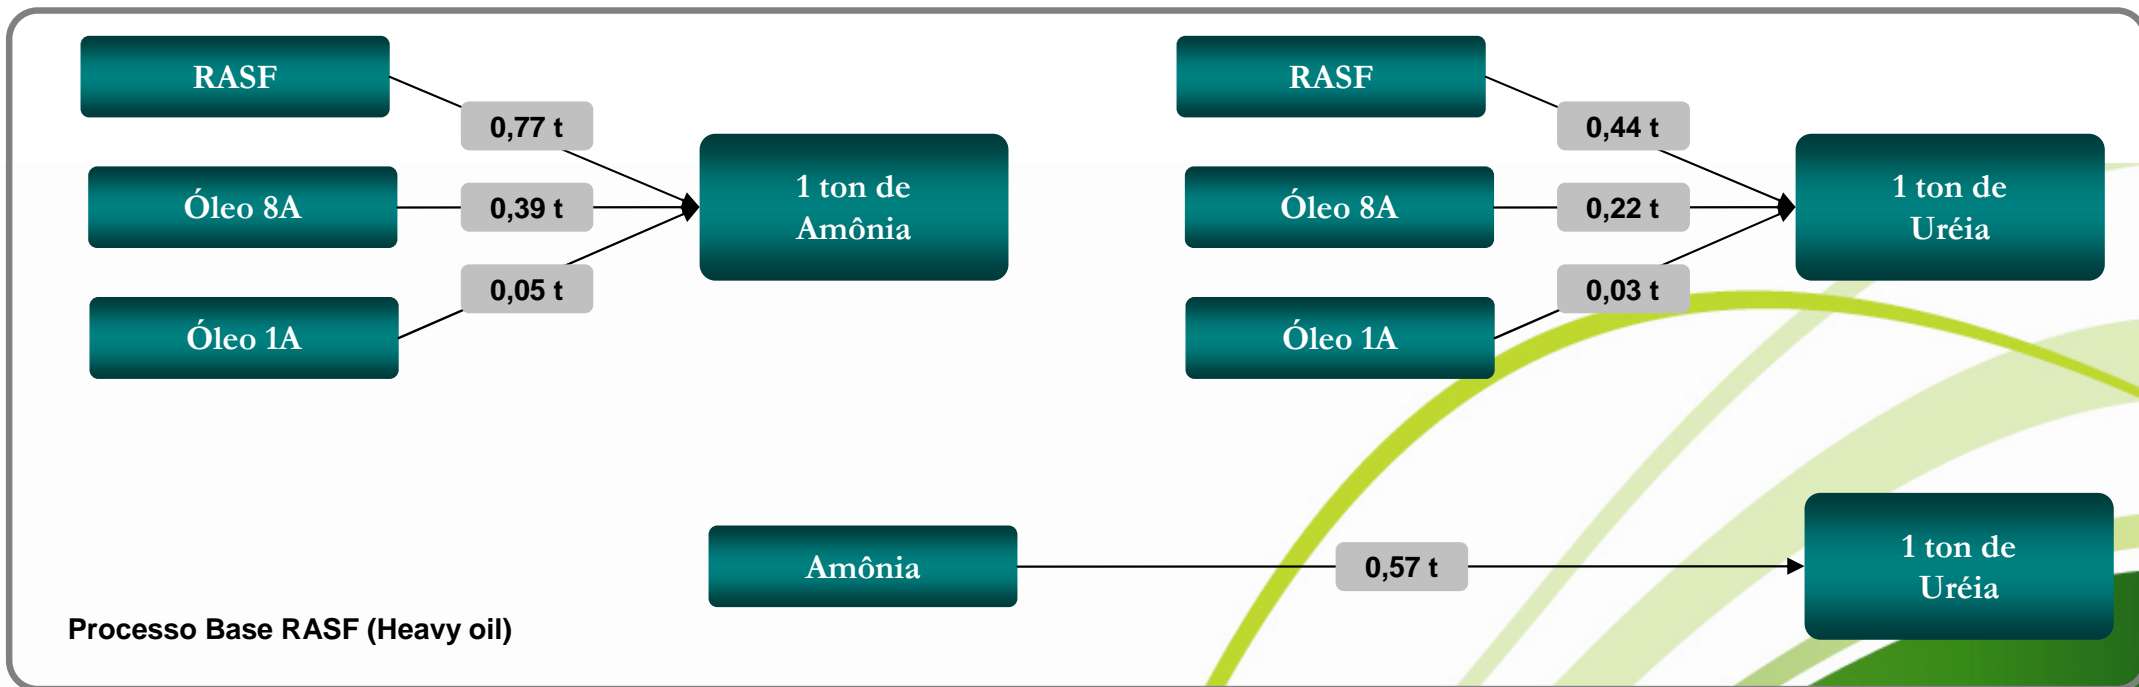 RASF
0,77 t
Óleo 8A
0,39 t
1 ton de
Amônia
0,05 t
Óleo 1A
RASF
0,44 t
Óleo 8A
0,22 t
1 ton de
Uréia
0,03 t
Óleo 1A
Amônia
0,57 t
1 ton de
Uréia
Processo Base RASF (Heavy oil)